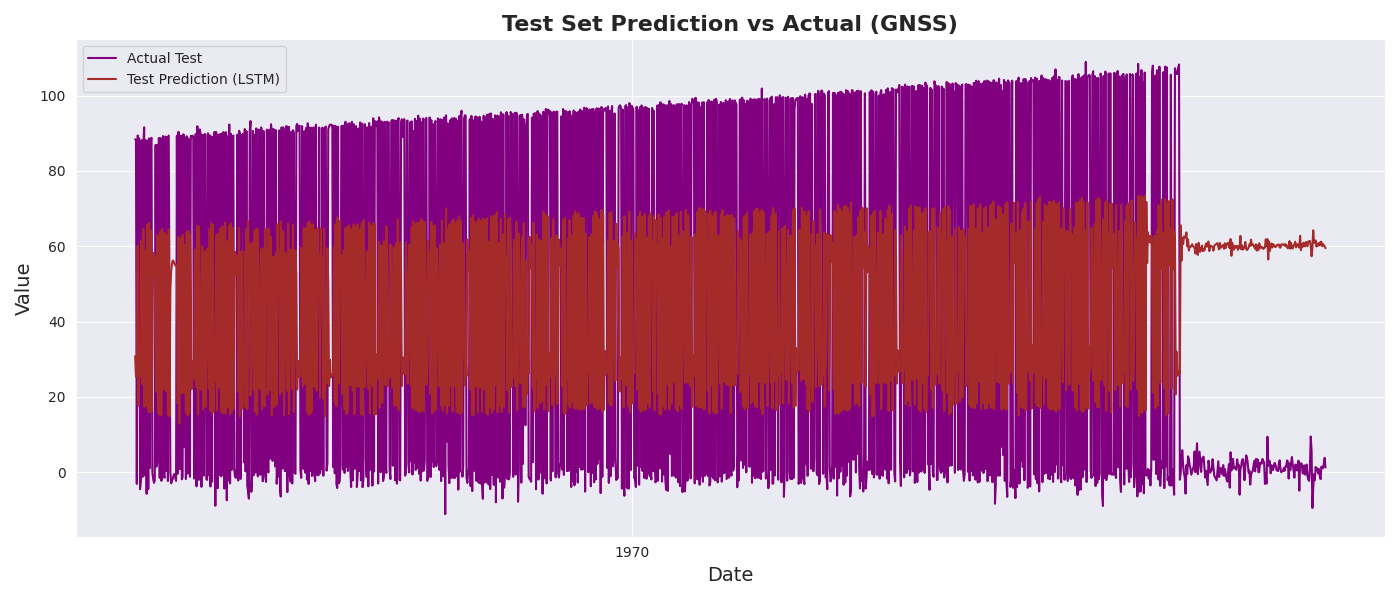 Test Set Prediction vs Actual (GNSS)
Actual Test
Test Prediction (LSTM)
100
80
60
40
20
0
Value
1970
Date